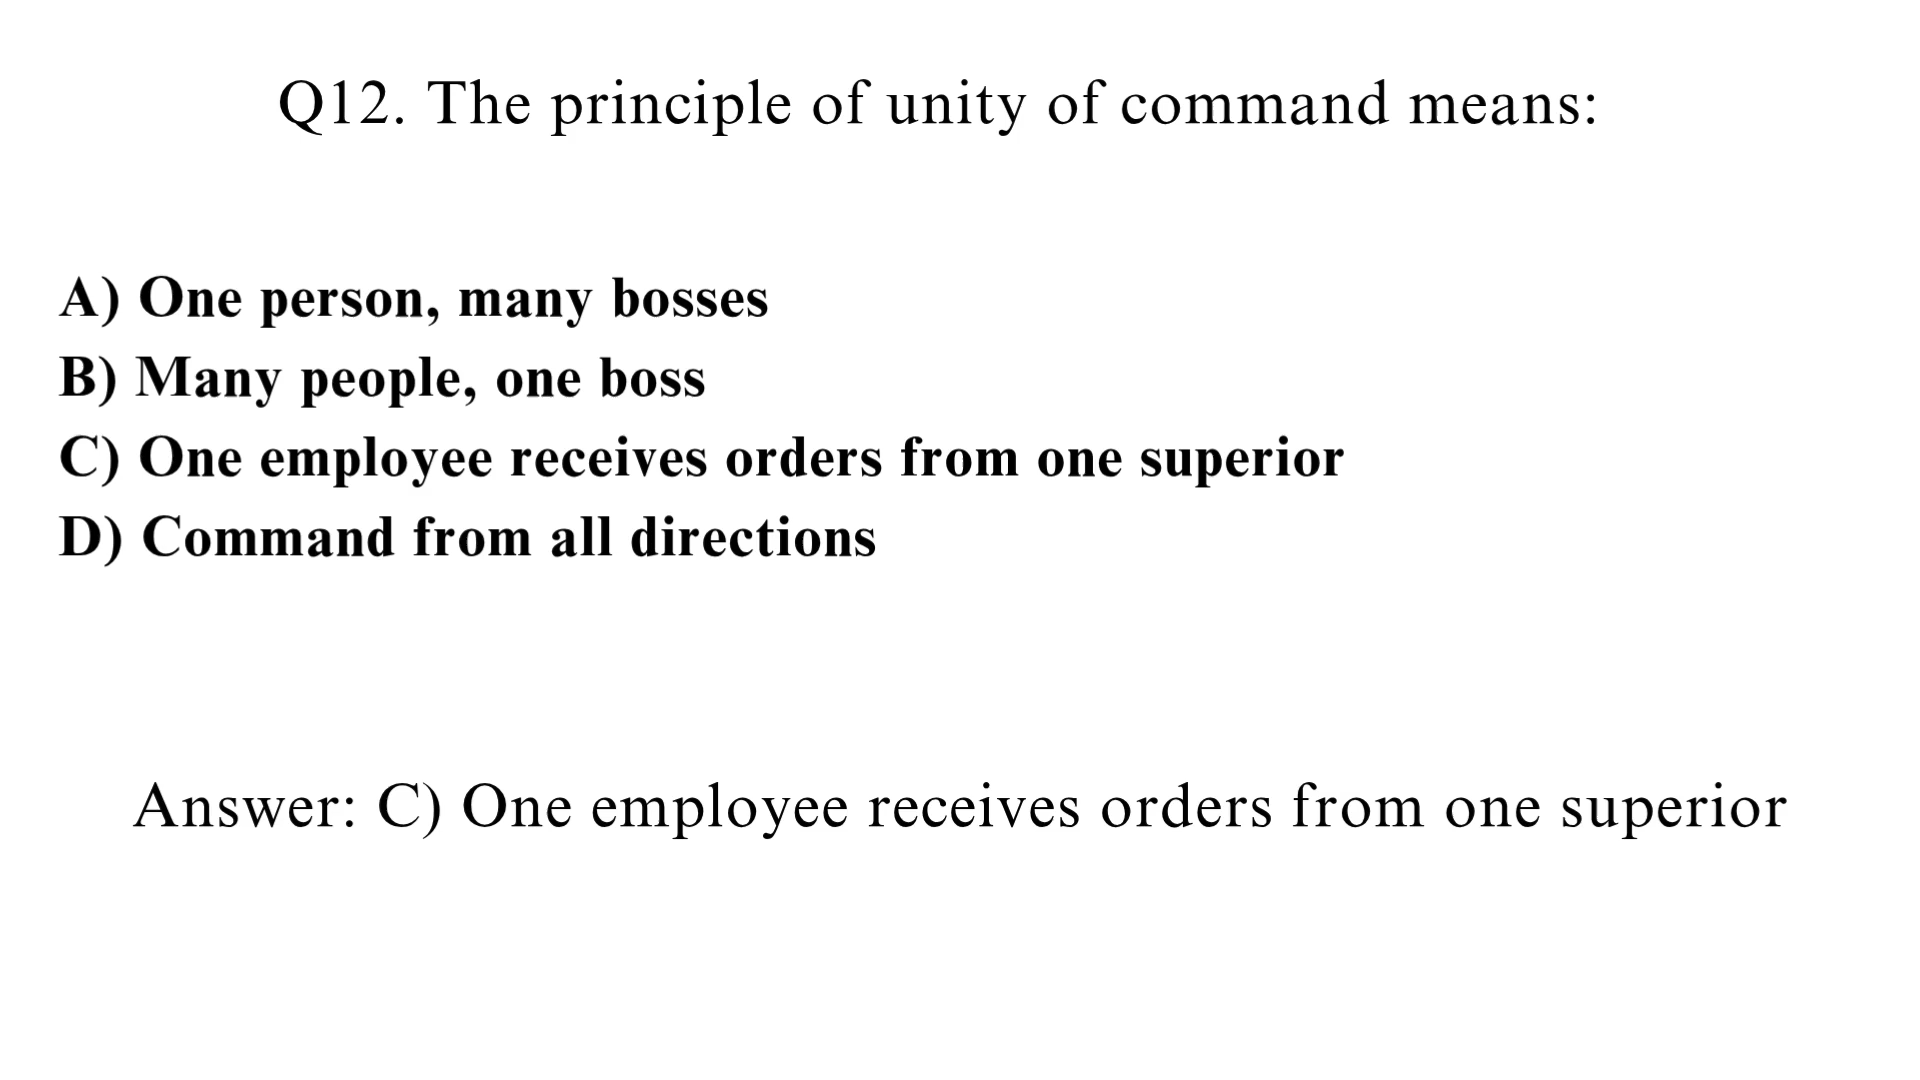 Q12. The principle of unity of command means:
A) One person, many bosses
B) Many people, one boss
C) One employee receives orders from one superior
D) Command from all directions
Answer: C) One employee receives orders from one superior